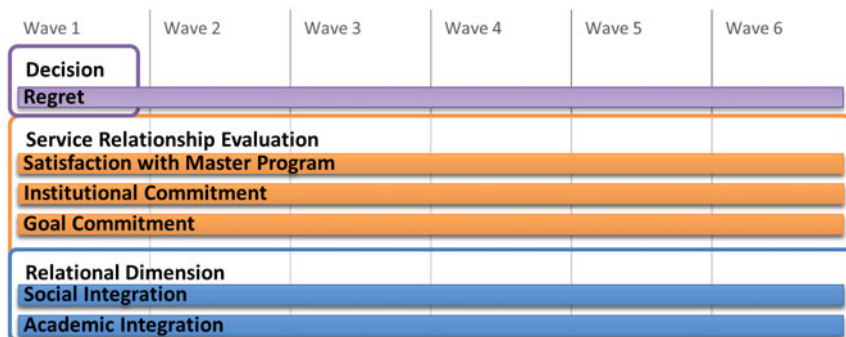 Wave 1 Wave 2 Wave 3 Wave 4 Wave 5 Wave 6
Decision
Regret
Service Relationship Evaluation
Satisfaction with Master Program
Institutional Commitment
Goal Commitment
Relational Dimension
Social Integration
Academic Integration